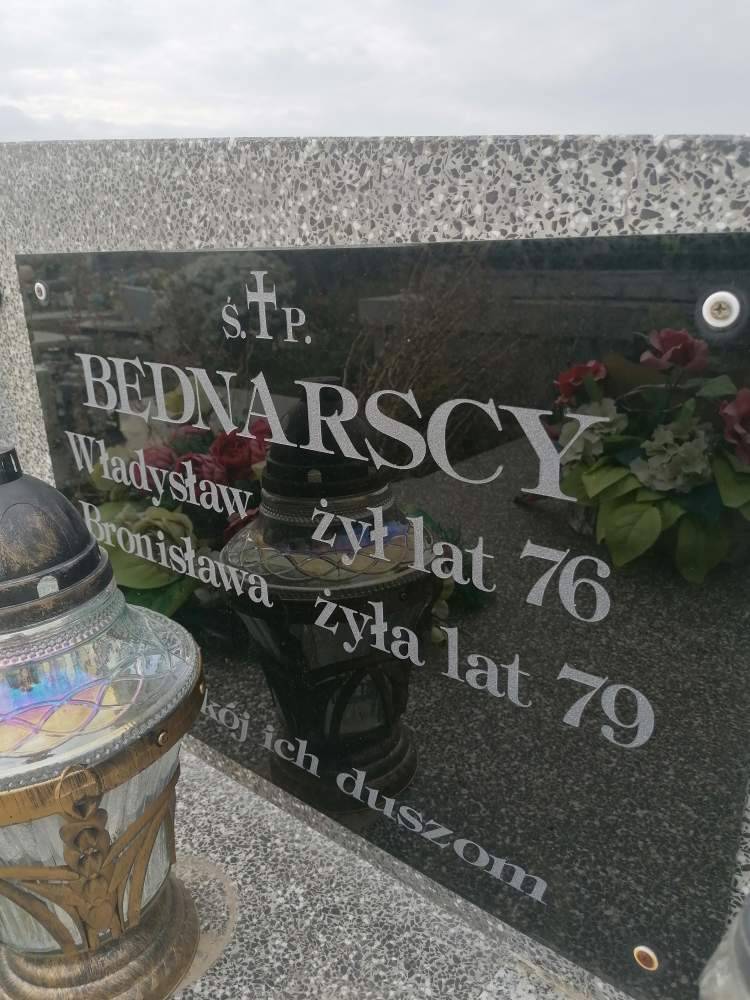 Ś. P.
BEDNARSCY
Władysław żył lat 76
Bronisława żyła lat 79
ich duszom